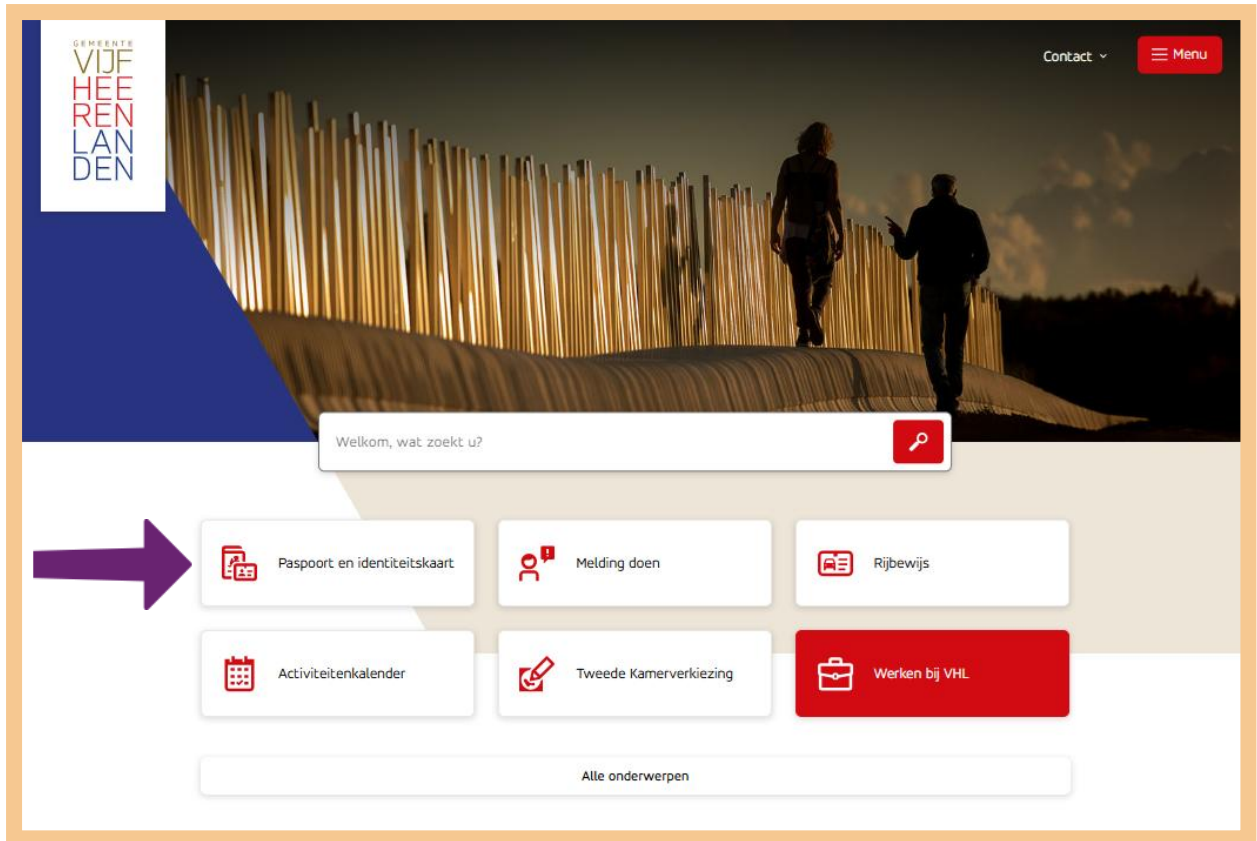 GEMEENTE
VIJF
HEE
REN
LAN
DEN
Contact
Menu
Welkom, wat zoekt u?
Paspoort en identiteitskaart
Melding doen
Rijbewijs
Activiteitenkalender
Tweede Kamerverkiezing
Werken bij VHL
Alle onderwerpen